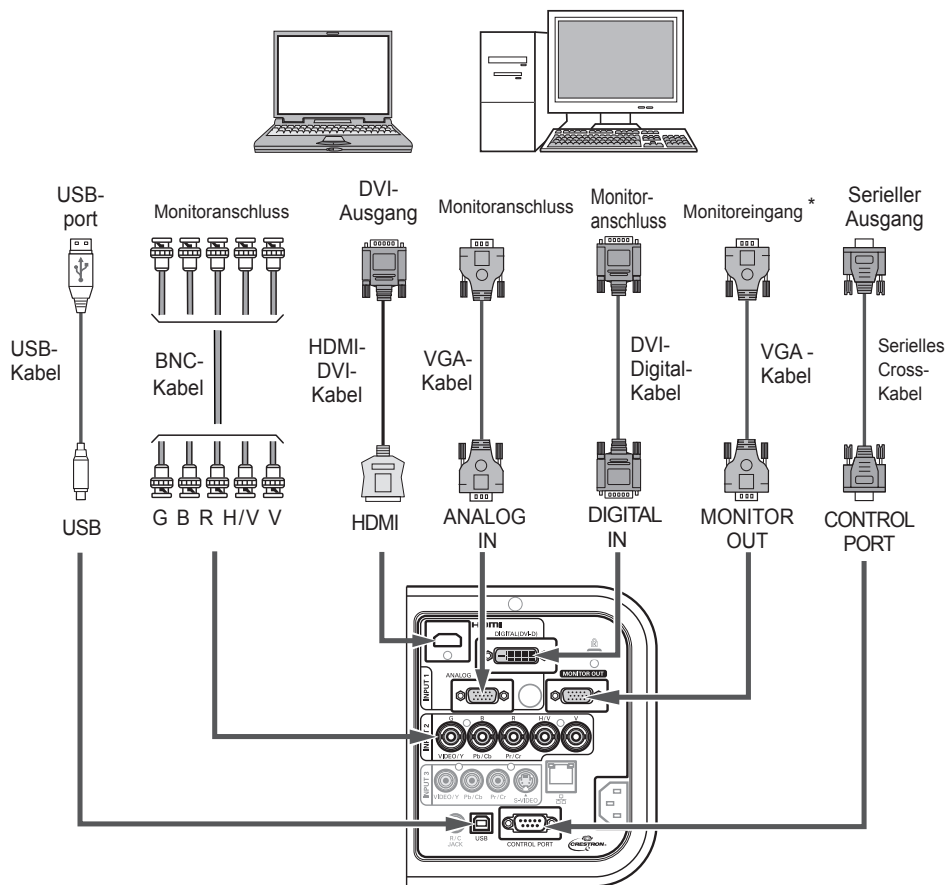 USB-
port
Monitoranschluss
DVI-
Ausgang
Monitoranschluss
Monitor-
anschluss
Monitoreingang *
Serieller
Ausgang
USB-
Kabel
BNC-
Kabel
HDMI-
DVI-
Kabel
VGA-
Kabel
DVI-
Digital-
Kabel
VGA -
Kabel
Serielles
Cross-
Kabel
USB
G B R H/V V
HDMI
ANALOG
IN
DIGITAL
IN
MONITOR
OUT
CONTROL
PORT
HDMI
DIGITAL(DVI-D)
INPUT 1
ANALOG
MONITOR OUT
INPUT 2
G B R H/V V
VIDEO/Y Pb/Cb Pr/Cr
INPUT 3
VIDEO/Y Pb/Cb Pr/Cr S-VIDEO
R/C
JACK
USB
CONTROL PORT
CRESTRON